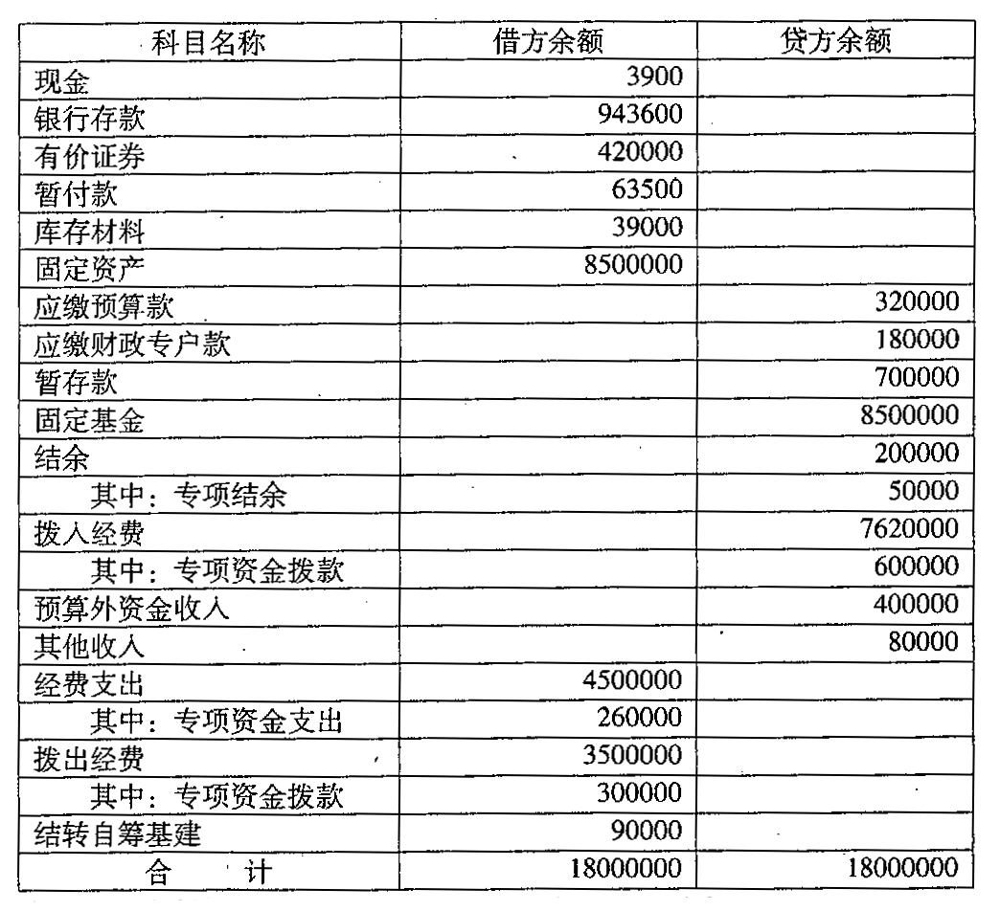 科目名称 借方余额 贷方余额
现金 3900
银行存款 943600
有价证券 420000
暂付款 63500
库存材料 39000
固定资产 8500000
应缴预算款 320000
应缴财政专户款 180000
暂存款 700000
固定基金 8500000
结余 200000
其中：专项结余 50000
拨入经费 7620000
其中：专项资金拨款 600000
预算外资金收入 400000
其他收入 80000
经费支出 4500000
其中：专项资金支出 260000
拨出经费 3500000
其中：专项资金拨款 300000
结转自筹基建 90000
合 计 18000000 18000000